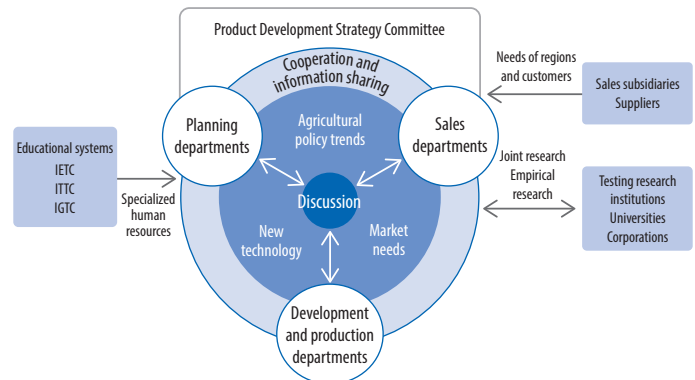 Product Development Strategy Committee
Cooperation and
information sharing
Needs of regions
and customers
Sales subsidiaries
Suppliers
Planning
departments
Agricultural
policy trends
Sales
departments
Educational systems
IETC
ITTC
IGTC
Specialized
human
resources
Discussion
Joint research
Empirical
research
Testing research
institutions
Universities
Corporations
New
technology
Market
needs
Development
and production
departments